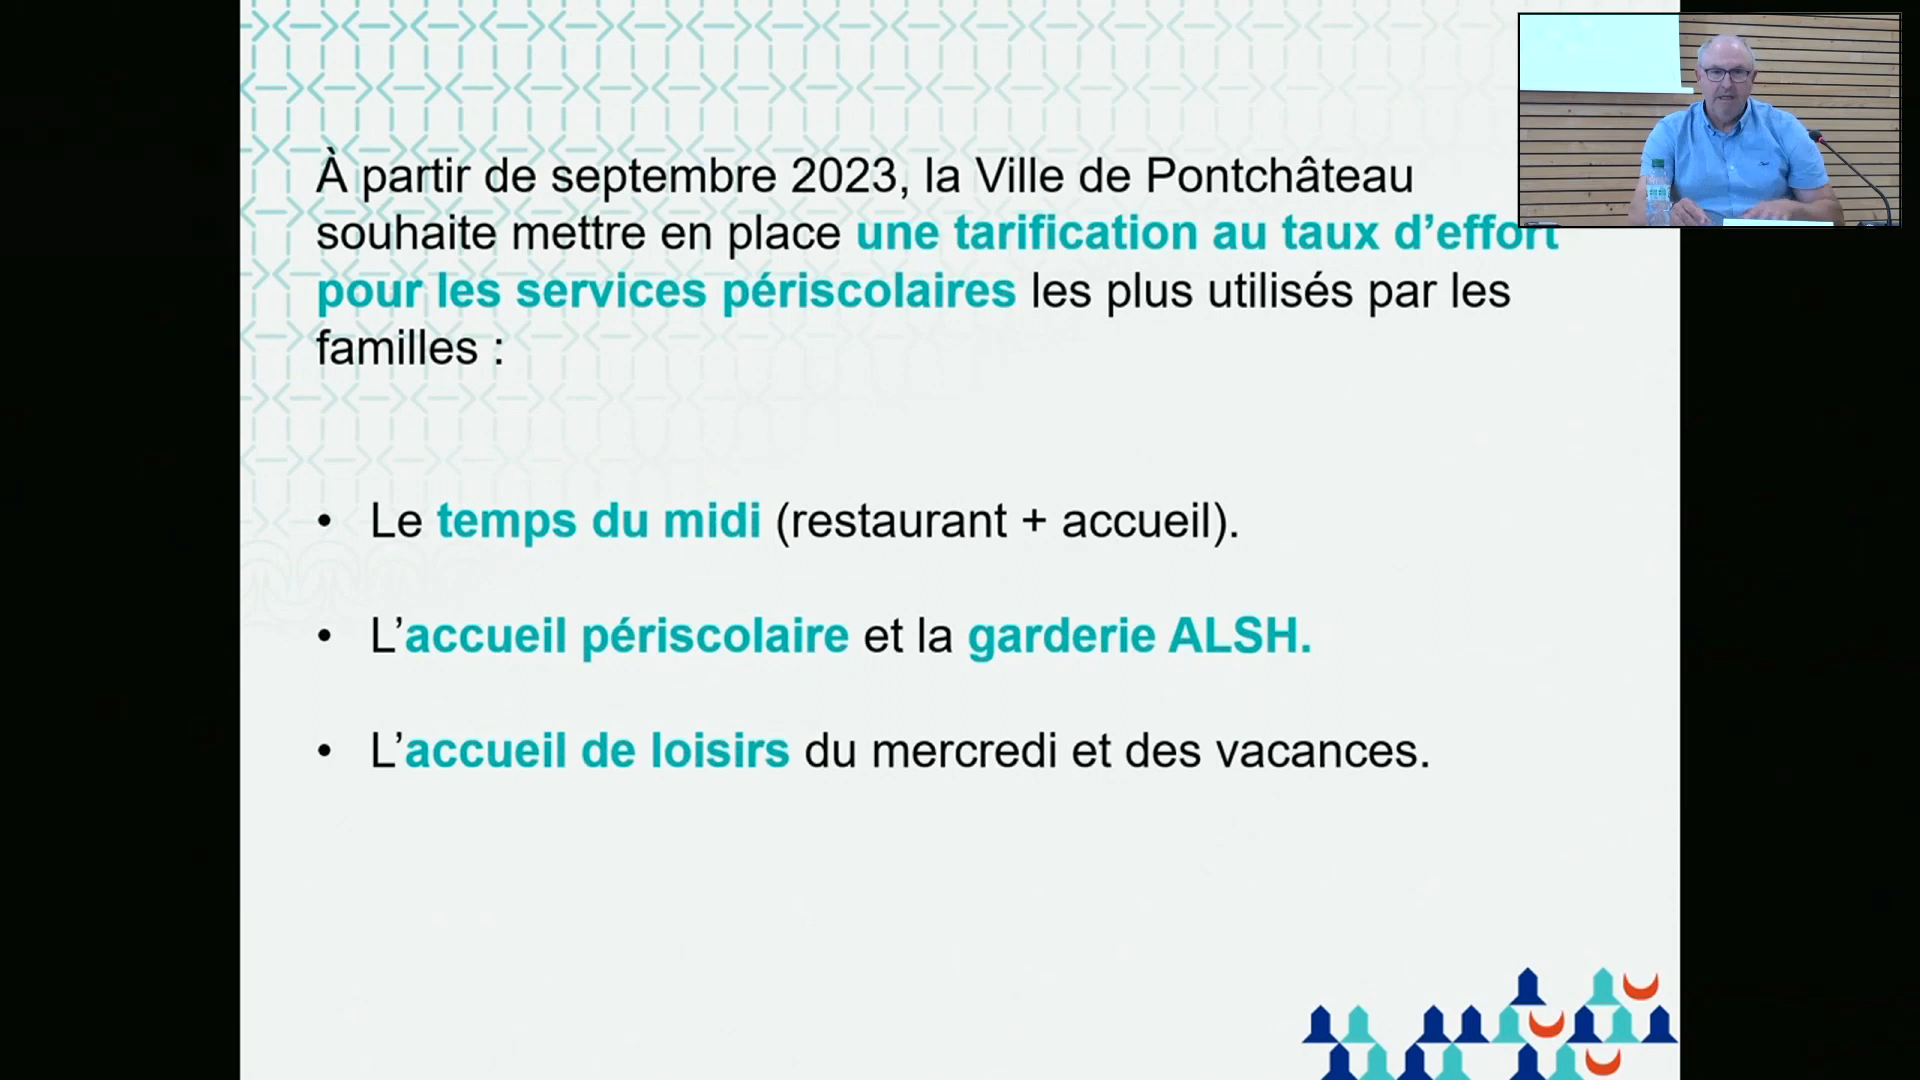 À partir de septembre 2023, la Ville de Pontchâteau
souhaite mettre en place une tarification au taux d’effort
pour les services périscolaires les plus utilisés par les
familles :
• Le temps du midi (restaurant + accueil).
• L’accueil périscolaire et la garderie ALSH.
• L’accueil de loisirs du mercredi et des vacances.